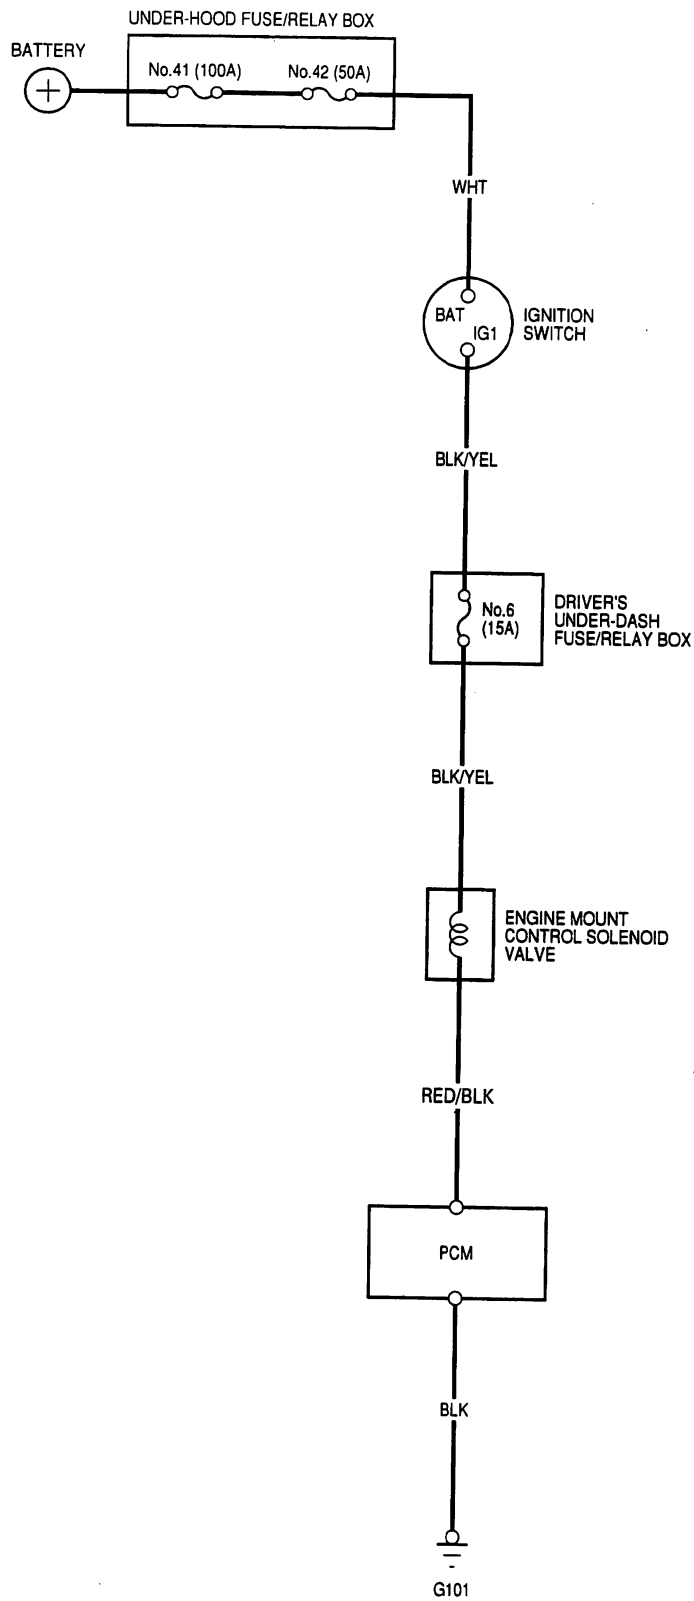 UNDER-HOOD FUSE/RELAY BOX
BATTERY
No.41 (100A)
No.42 (50A)
WHT
BAT
IG1
IGNITION
SWITCH
BLK/YEL
No.6
(15A)
DRIVER'S
UNDER-DASH
FUSE/RELAY BOX
BLK/YEL
ENGINE MOUNT
CONTROL SOLENOID
VALVE
RED/BLK
PCM
BLK
G101